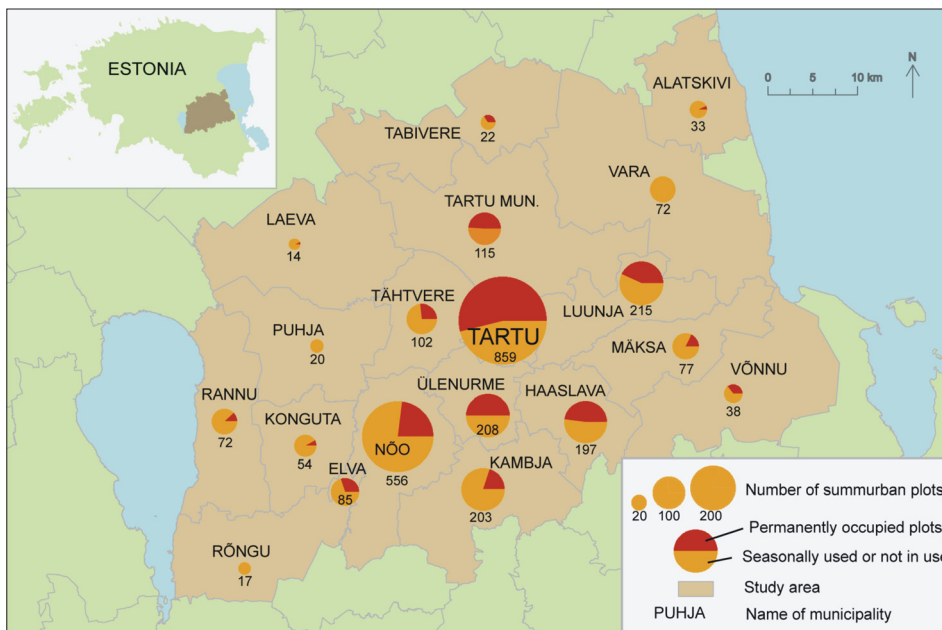 ESTONIA
N
0 5 10 km
ALATSKIVI
33
TABIVERE
22
VARA
72
TARTU MUN.
115
LAEVA
14
LUUNJA
215
TÄHTVERE
102
TARTU
859
PUHJA
20
MÄKSA
77
VÕNNU
38
RANNU
72
KONGUTA
54
ÜLENURME
208
HAASLAVA
197
NÕO
556
ELVA
85
KAMBJA
203
RÕNGU
17
20 100 200 Number of summurban plots
Permanently occupied plots
Seasonally used or not in use
Study area
PUHJA Name of municipality